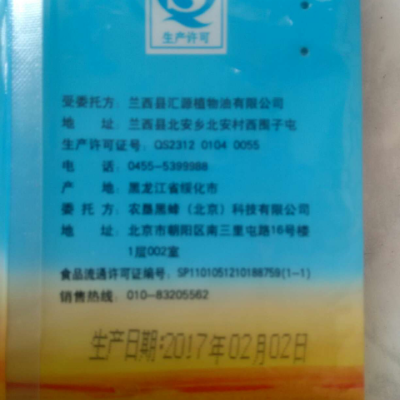 生产许可
受委托方：兰西县汇源植物油有限公司
地　　址：兰西县北安乡北安村西围子屯
生产许可证号：QS2312 0104 0055
电　　话：0455-5399988
产　　地：黑龙江省绥化市
委 托 方：农垦黑蜂（北京）科技有限公司
地　　址：北京市朝阳区南三里屯路16号楼
1层002室
食品流通许可证编号：SP1101051210188759(1-1)
销售热线：010-83205562
生产日期:2017年02月02日